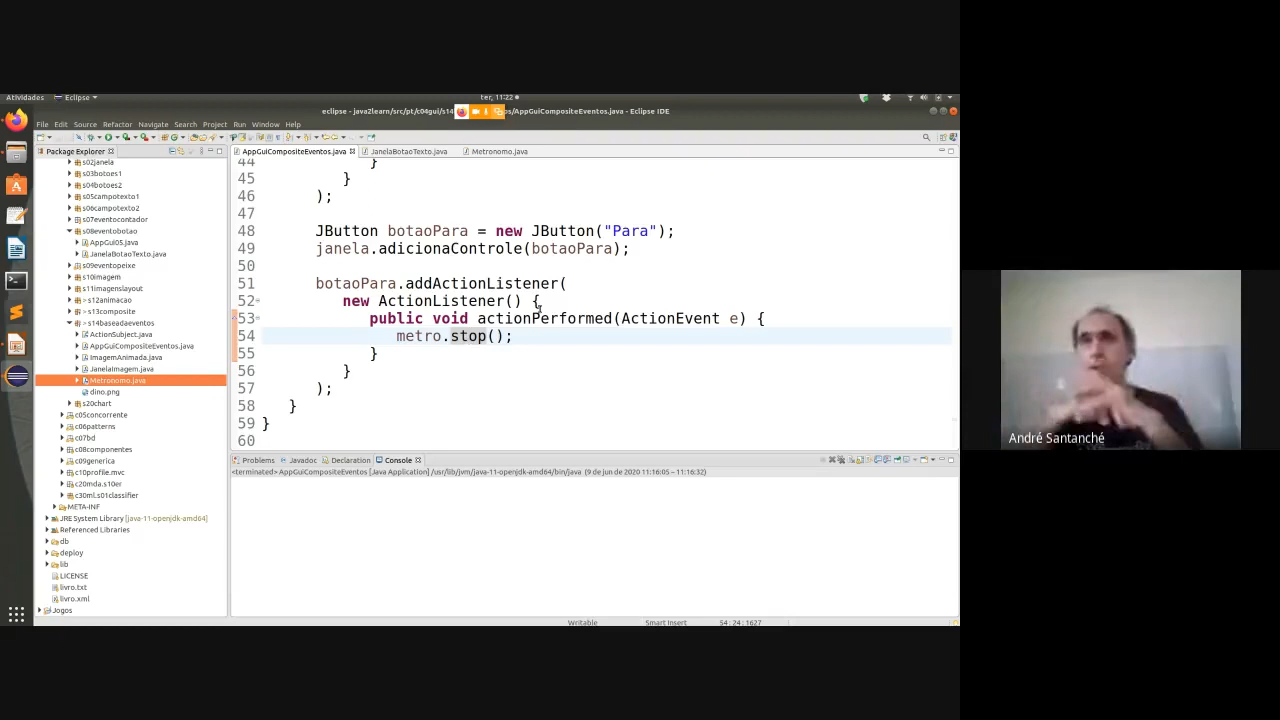 Atividades
Eclipse
ter, 11:22
eclipse - java2learn/src/pt/c04gui/s14
os/AppGuiCompositeEventos.java - Eclipse IDE
File Edit Source Refactor Navigate Search Project Run Window Help
Package Explorer
AppGuiCompositeEventos.java
JanelaBotaoTexto.java
Metronomo.java
s02janela
s03botoes1
s04botoes2
s05campotexto1
s06campotexto2
s07eventocontador
s08eventobotao
AppGui05.java
JanelaBotaoTexto.java
s09eventopeixe
s10imagem
s11imagenslayout
> s12animacao
> s13composite
> s14baseadaeventos
ActionSubject.java
AppGuiCompositeEventos.java
ImagemAnimada.java
JanelaImagem.java
Metronomo.java
dino.png
s20chart
c05concorrente
c06patterns
c07bd
c08componentes
c09generica
c10profile.mvc
c20mda.s10er
c30ml.s01classifier
META-INF
JRE System Library [java-11-openjdk-amd64]
Referenced Libraries
db
deploy
lib
LICENSE
livro.txt
livro.xml
Jogos
44 }
45 }
46 );
47
48 JButton botaoPara = new JButton("Para");
49 janela.adicionaControle(botaoPara);
50
51 botaoPara.addActionListener(
52 new ActionListener() {
53 public void actionPerformed(ActionEvent e) {
54 metro.stop();
55 }
56 }
57 );
58 }
59 }
60
Problems Javadoc Declaration Console
<terminated> AppGuiCompositeEventos [Java Application] /usr/lib/jvm/java-11-openjdk-amd64/bin/java (9 de jun de 2020 11:16:05 – 11:16:32)
Writable Smart Insert 54 : 24 : 1627
André Santanchè